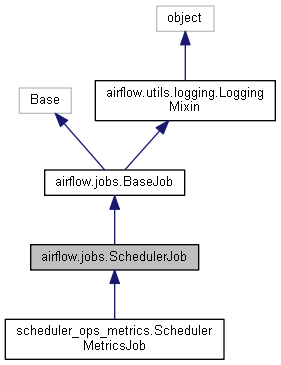 object
Base
airflow.utils.logging.Logging
Mixin
airflow.jobs.BaseJob
airflow.jobs.SchedulerJob
scheduler_ops_metrics.Scheduler
MetricsJob